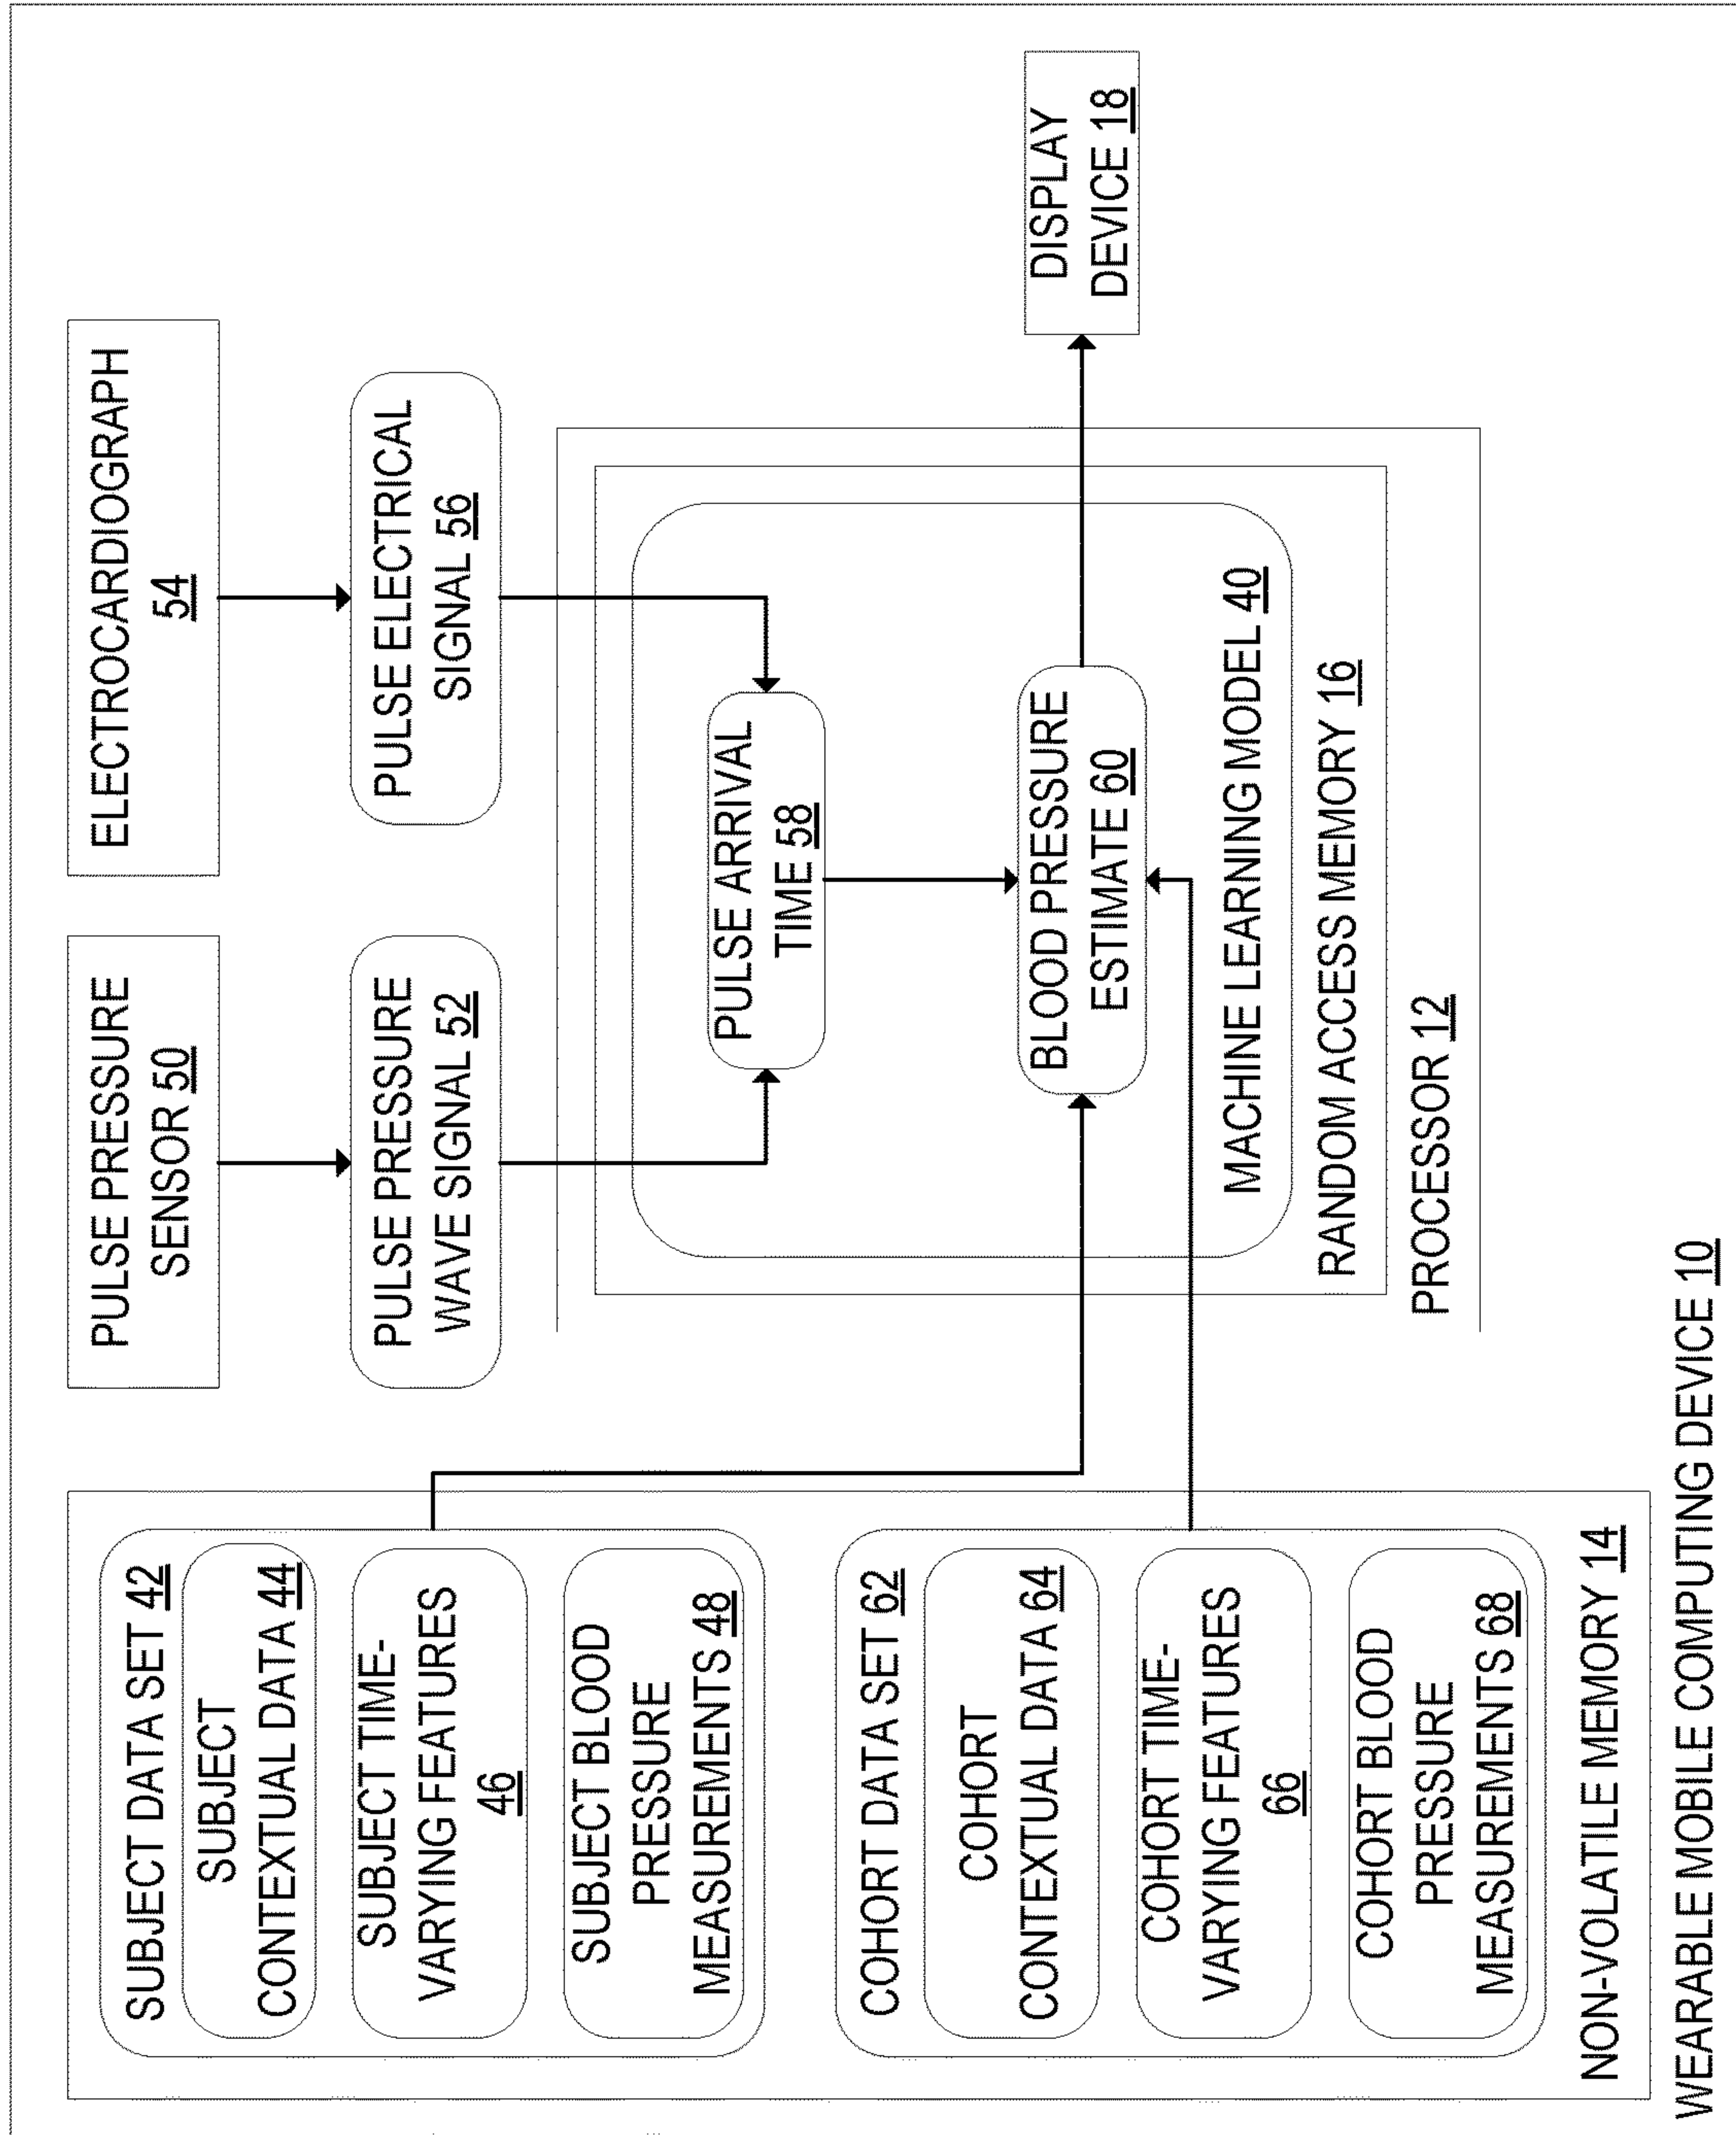 SUBJECT DATA SET 42
SUBJECT
CONTEXTUAL DATA 44
SUBJECT TIME-
VARYING FEATURES
46
SUBJECT BLOOD
PRESSURE
MEASUREMENTS 48
COHORT DATA SET 62
COHORT
CONTEXTUAL DATA 64
COHORT TIME-
VARYING FEATURES
66
COHORT BLOOD
PRESSURE
MEASUREMENTS 68
NON-VOLATILE MEMORY 14
PULSE PRESSURE
SENSOR 50
PULSE PRESSURE
WAVE SIGNAL 52
ELECTROCARDIOGRAPH
54
PULSE ELECTRICAL
SIGNAL 56
PULSE ARRIVAL
TIME 58
BLOOD PRESSURE
ESTIMATE 60
MACHINE LEARNING MODEL 40
RANDOM ACCESS MEMORY 16
PROCESSOR 12
DISPLAY
DEVICE 18
WEARABLE MOBILE COMPUTING DEVICE 10